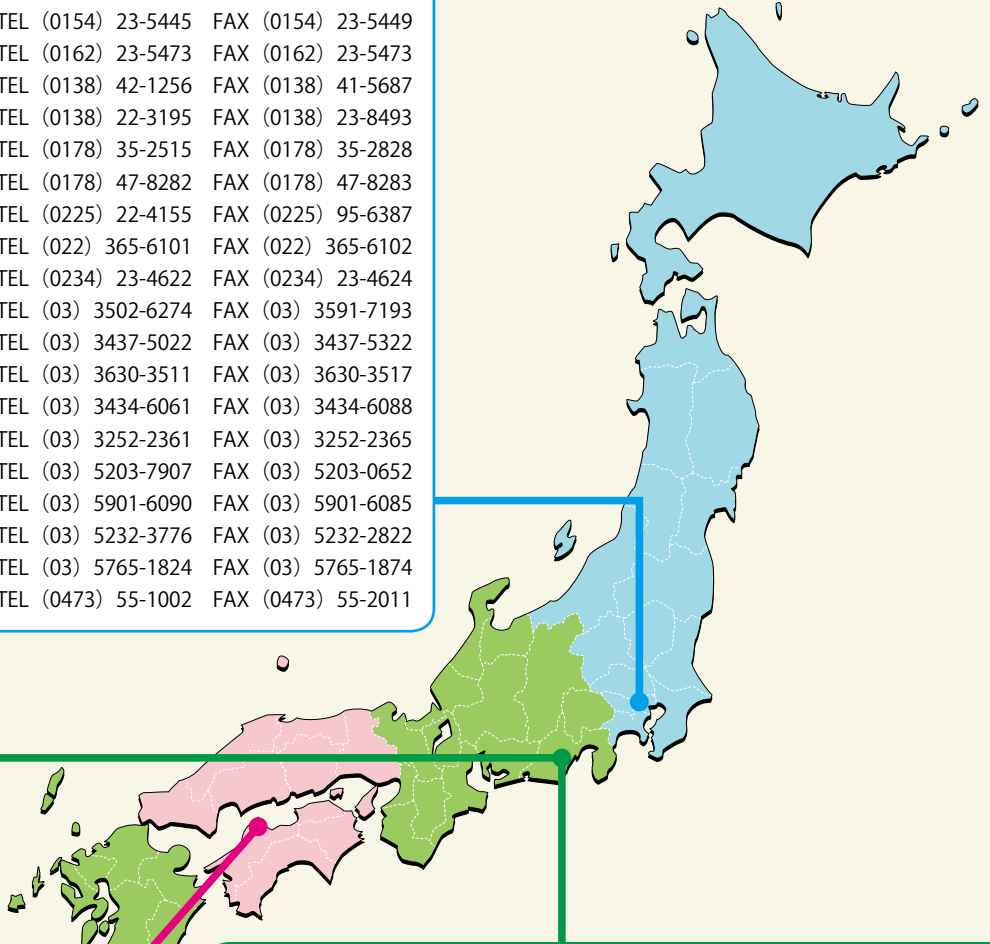 TEL（0154）23-5445　FAX（0154）23-5449
TEL（0162）23-5473　FAX（0162）23-5473
TEL（0138）42-1256　FAX（0138）41-5687
TEL（0138）22-3195　FAX（0138）23-8493
TEL（0178）35-2515　FAX（0178）35-2828
TEL（0178）47-8282　FAX（0178）47-8283
TEL（0225）22-4155　FAX（0225）95-6387
TEL（022）365-6101　FAX（022）365-6102
TEL（0234）23-4622　FAX（0234）23-4624
TEL（03）3502-6274　FAX（03）3591-7193
TEL（03）3437-5022　FAX（03）3437-5322
TEL（03）3630-3511　FAX（03）3630-3517
TEL（03）3434-6061　FAX（03）3434-6088
TEL（03）3252-2361　FAX（03）3252-2365
TEL（03）5203-7907　FAX（03）5203-0652
TEL（03）5901-6090　FAX（03）5901-6085
TEL（03）5232-3776　FAX（03）5232-2822
TEL（03）5765-1824　FAX（03）5765-1874
TEL（0473）55-1002　FAX（0473）55-2011